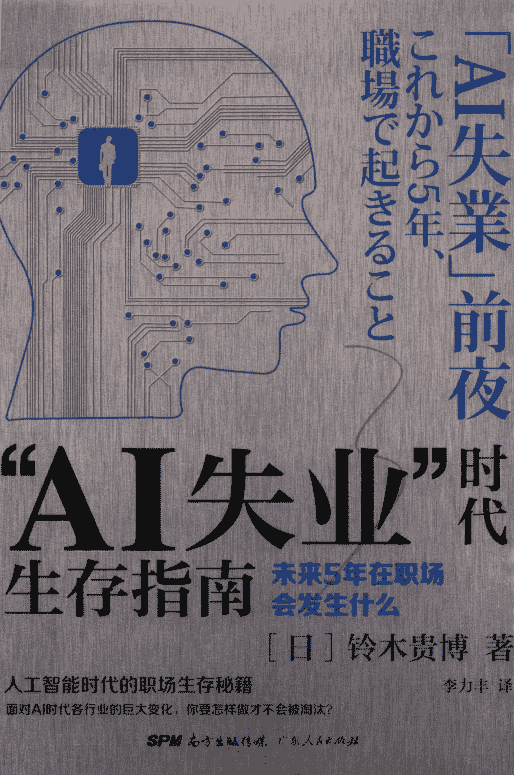 「AI失業」前夜
これから5年、
職場で起きること
“AI失业”时代
生存指南
未来5年在职场
会发生什么
[日] 铃木贵博 著
李力丰 译
人工智能时代的职场生存秘籍
面对AI时代各行业的巨大变化，你要怎样做才不会被淘汰？
SPM 南方出版传媒 广东人民出版社